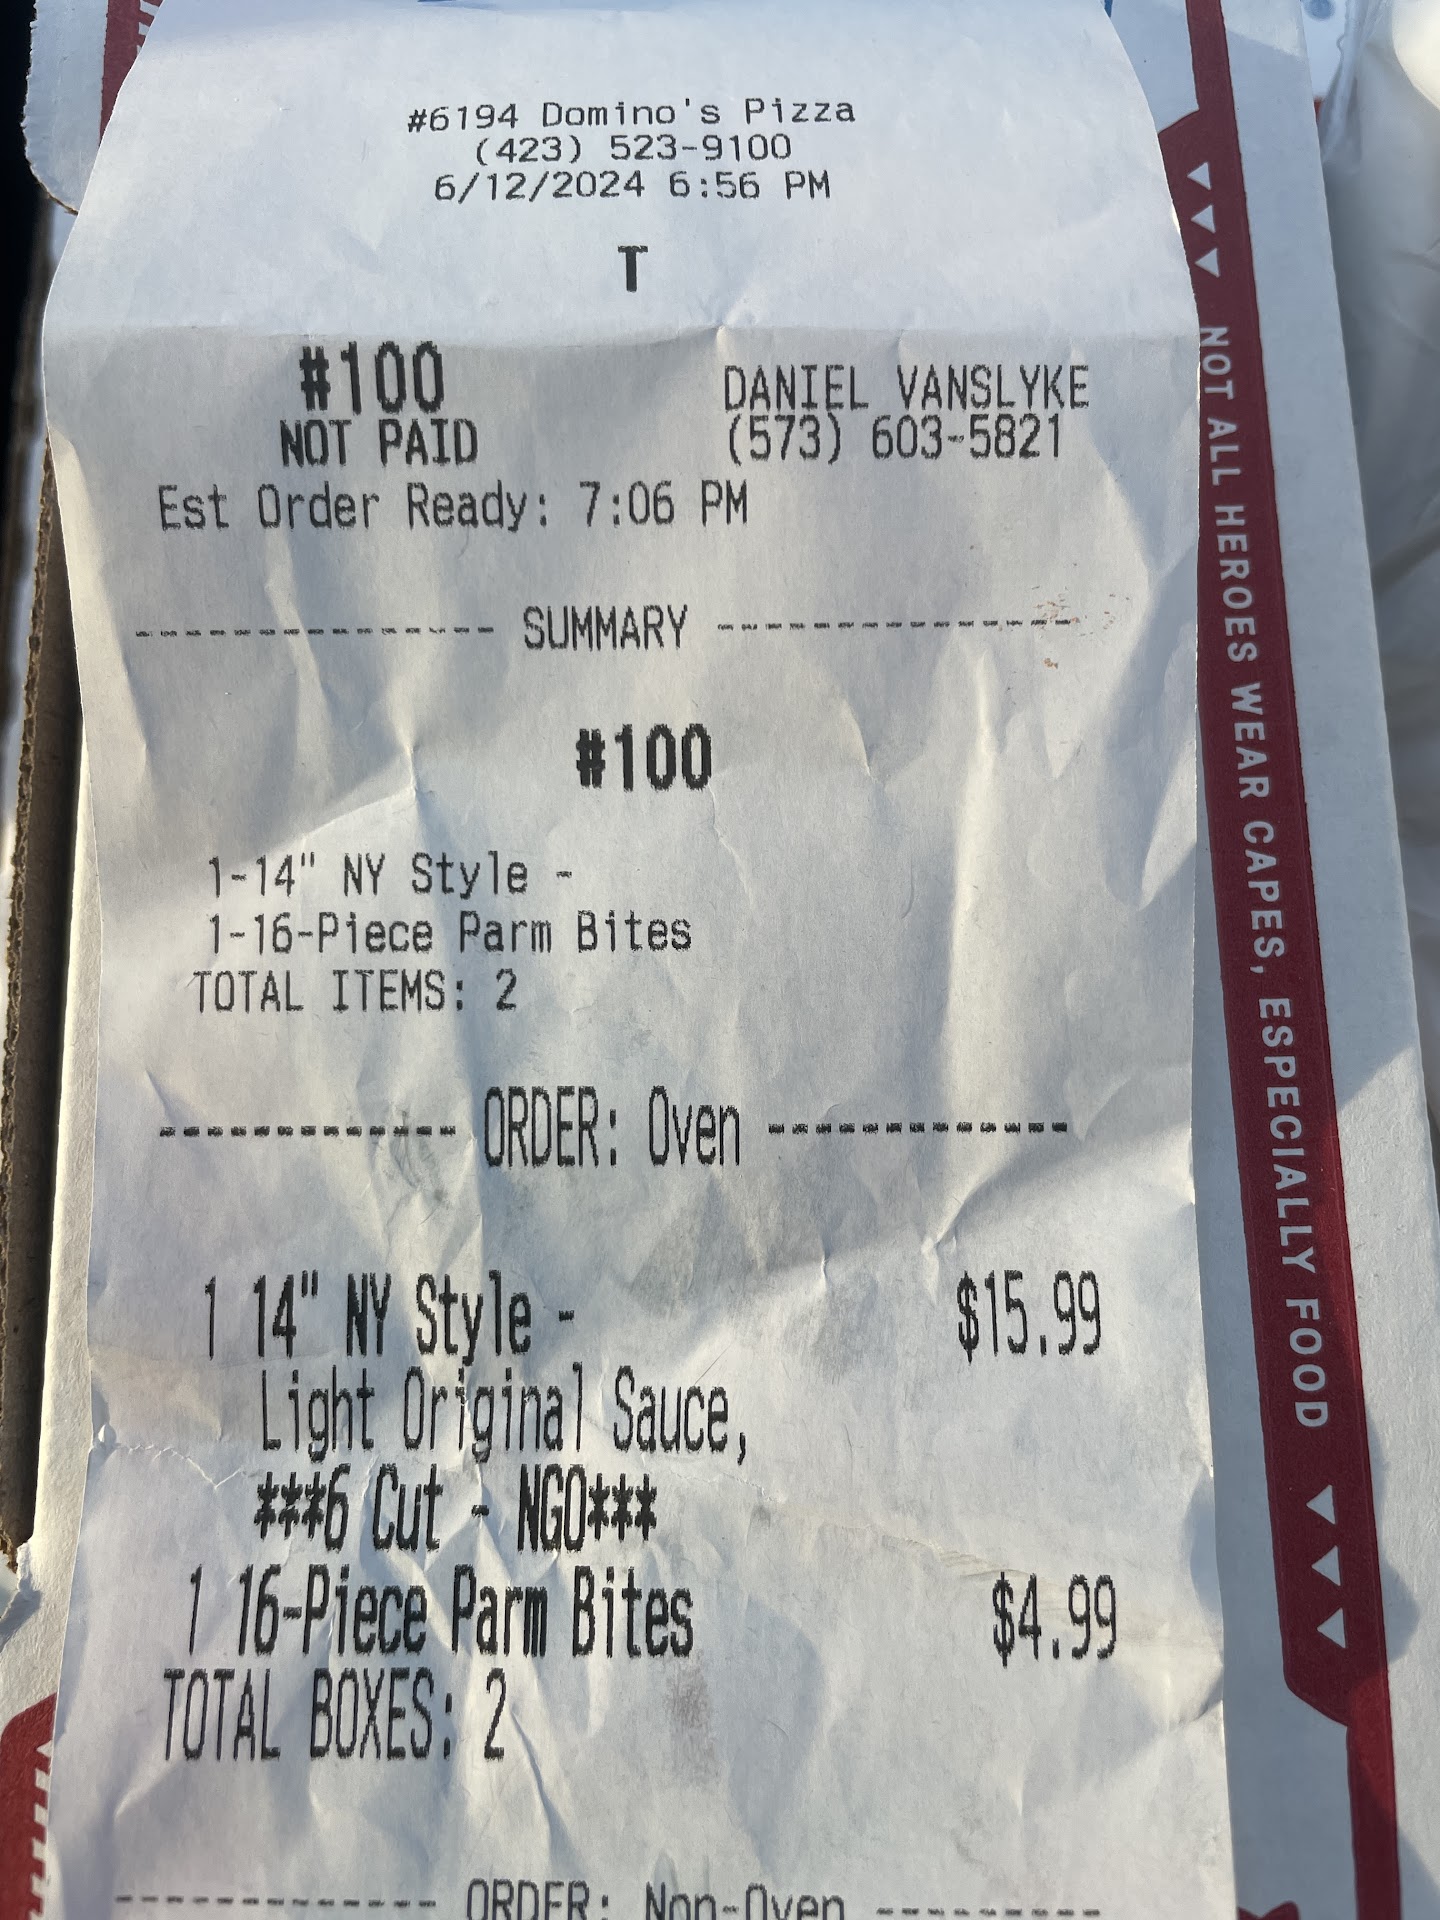 #6194 Domino's Pizza
(423) 523-9100
6/12/2024 6:56 PM
T
#100
NOT PAID
DANIEL VANSLYKE
(573) 603-5821
Est Order Ready: 7:06 PM
--------------- SUMMARY ---------------
#100
1-14" NY Style -
1-16-Piece Parm Bites
TOTAL ITEMS: 2
------------- ORDER: Oven -------------
1 14" NY Style - $15.99
Light Original Sauce,
***6 Cut - NGO***
1 16-Piece Parm Bites $4.99
TOTAL BOXES: 2
------------- ORDER: Non-Oven ---------
NOT ALL HEROES WEAR CAPES, ESPECIALLY FOOD